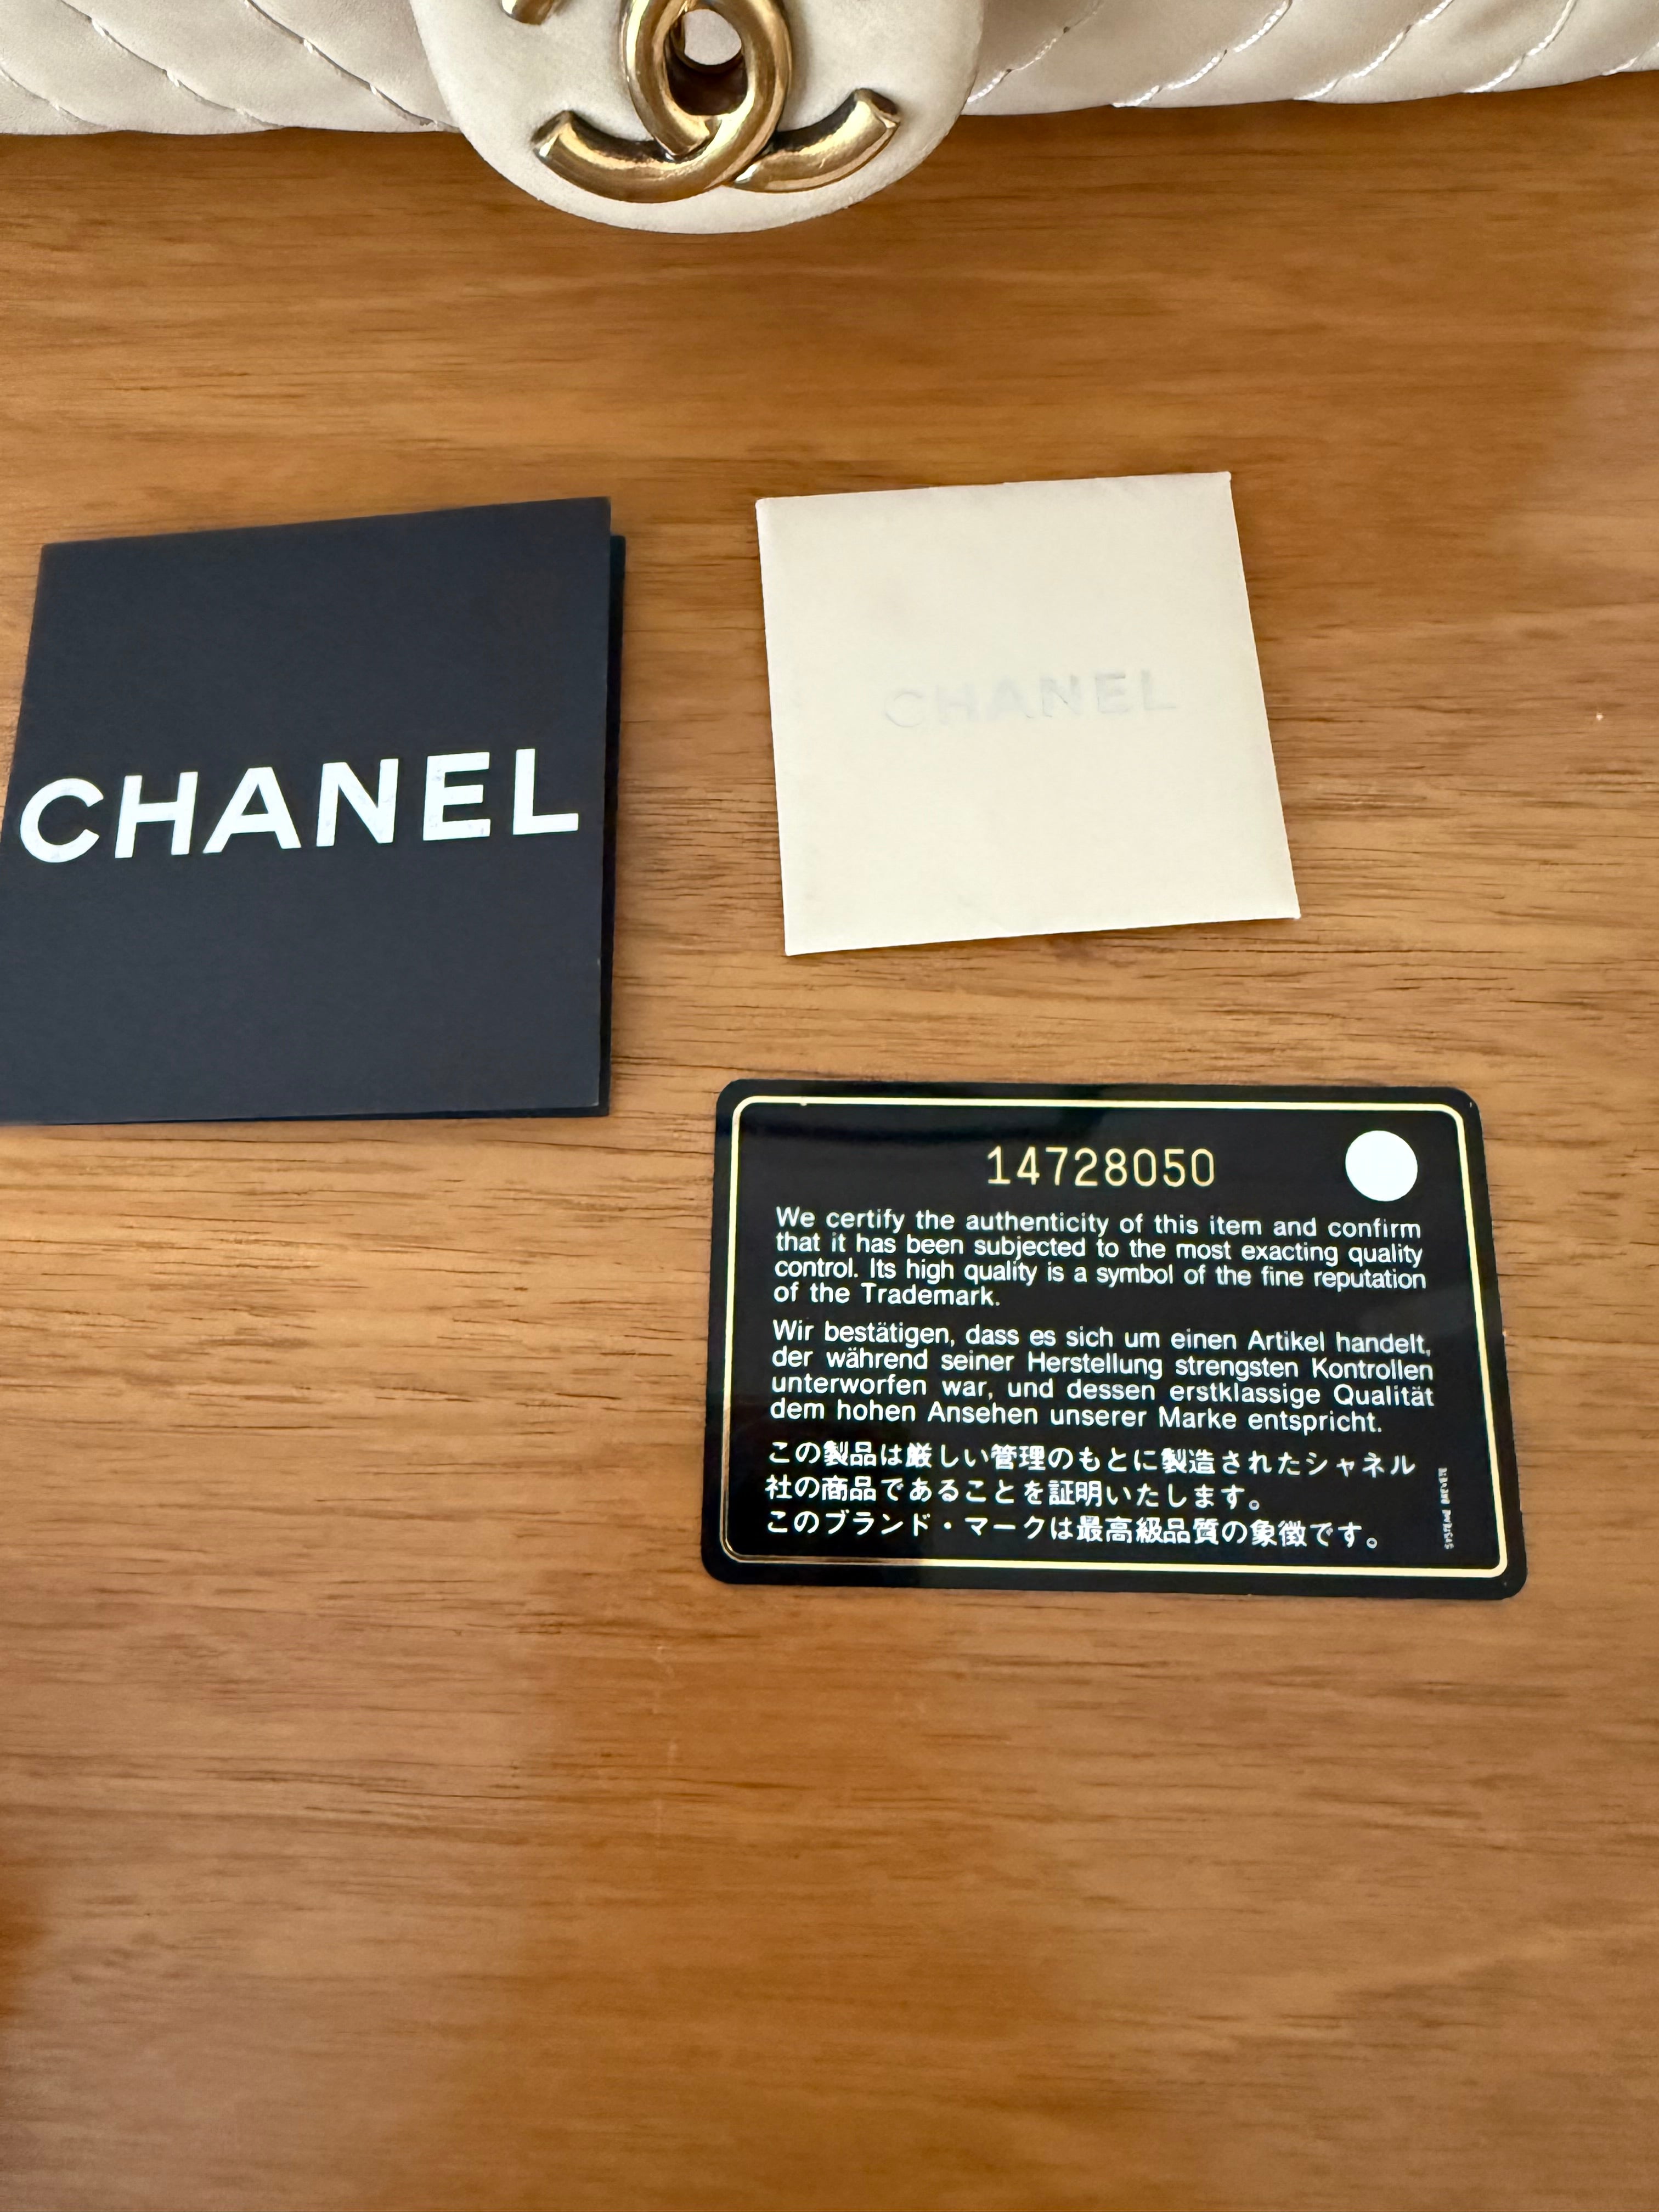 CHANEL
CHANEL
14728050
We certify the authenticity of this item and confirm
that it has been subjected to the most exacting quality
control. Its high quality is a symbol of the fine reputation
of the Trademark.
Wir bestätigen, dass es sich um einen Artikel handelt,
der während seiner Herstellung strengsten Kontrollen
unterworfen war, und dessen erstklassige Qualität
dem hohen Ansehen unserer Marke entspricht.
この製品は厳しい管理のもとに製造されたシャネル
社の商品であることを証明いたします。
このブランド・マークは最高級品質の象徴です。
SYSTEME BREVETE